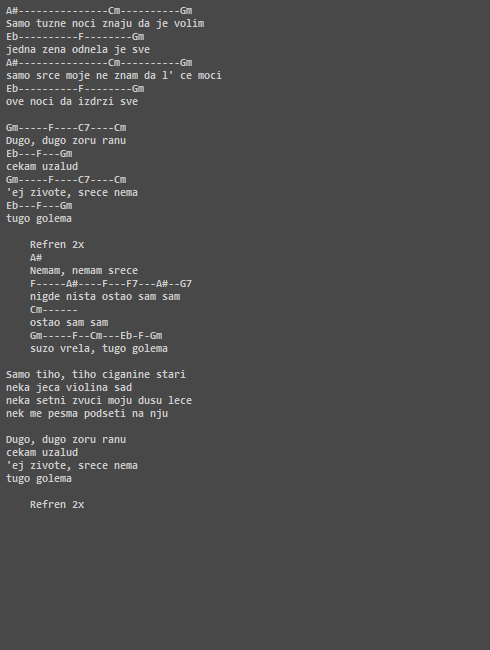 A#---------------Cm----------Gm
Samo tuzne noci znaju da je volim
Eb----------F--------Gm
jedna zena odnela je sve
A#---------------Cm----------Gm
samo srce moje ne znam da l' ce moci
Eb----------F--------Gm
ove noci da izdrzi sve

Gm-----F----C7----Cm
Dugo, dugo zoru ranu
Eb---F---Gm
cekam uzalud
Gm-----F----C7----Cm
'ej zivote, srece nema
Eb---F---Gm
tugo golema

    Refren 2x
    A#
    Nemam, nemam srece
    F-----A#----F---F7---A#--G7
    nigde nista ostao sam sam
    Cm------
    ostao sam sam
    Gm-----F--Cm---Eb-F-Gm
    suzo vrela, tugo golema

Samo tiho, tiho ciganine stari
neka jeca violina sad
neka setni zvuci moju dusu lece
nek me pesma podseti na nju

Dugo, dugo zoru ranu
cekam uzalud
'ej zivote, srece nema
tugo golema

    Refren 2x